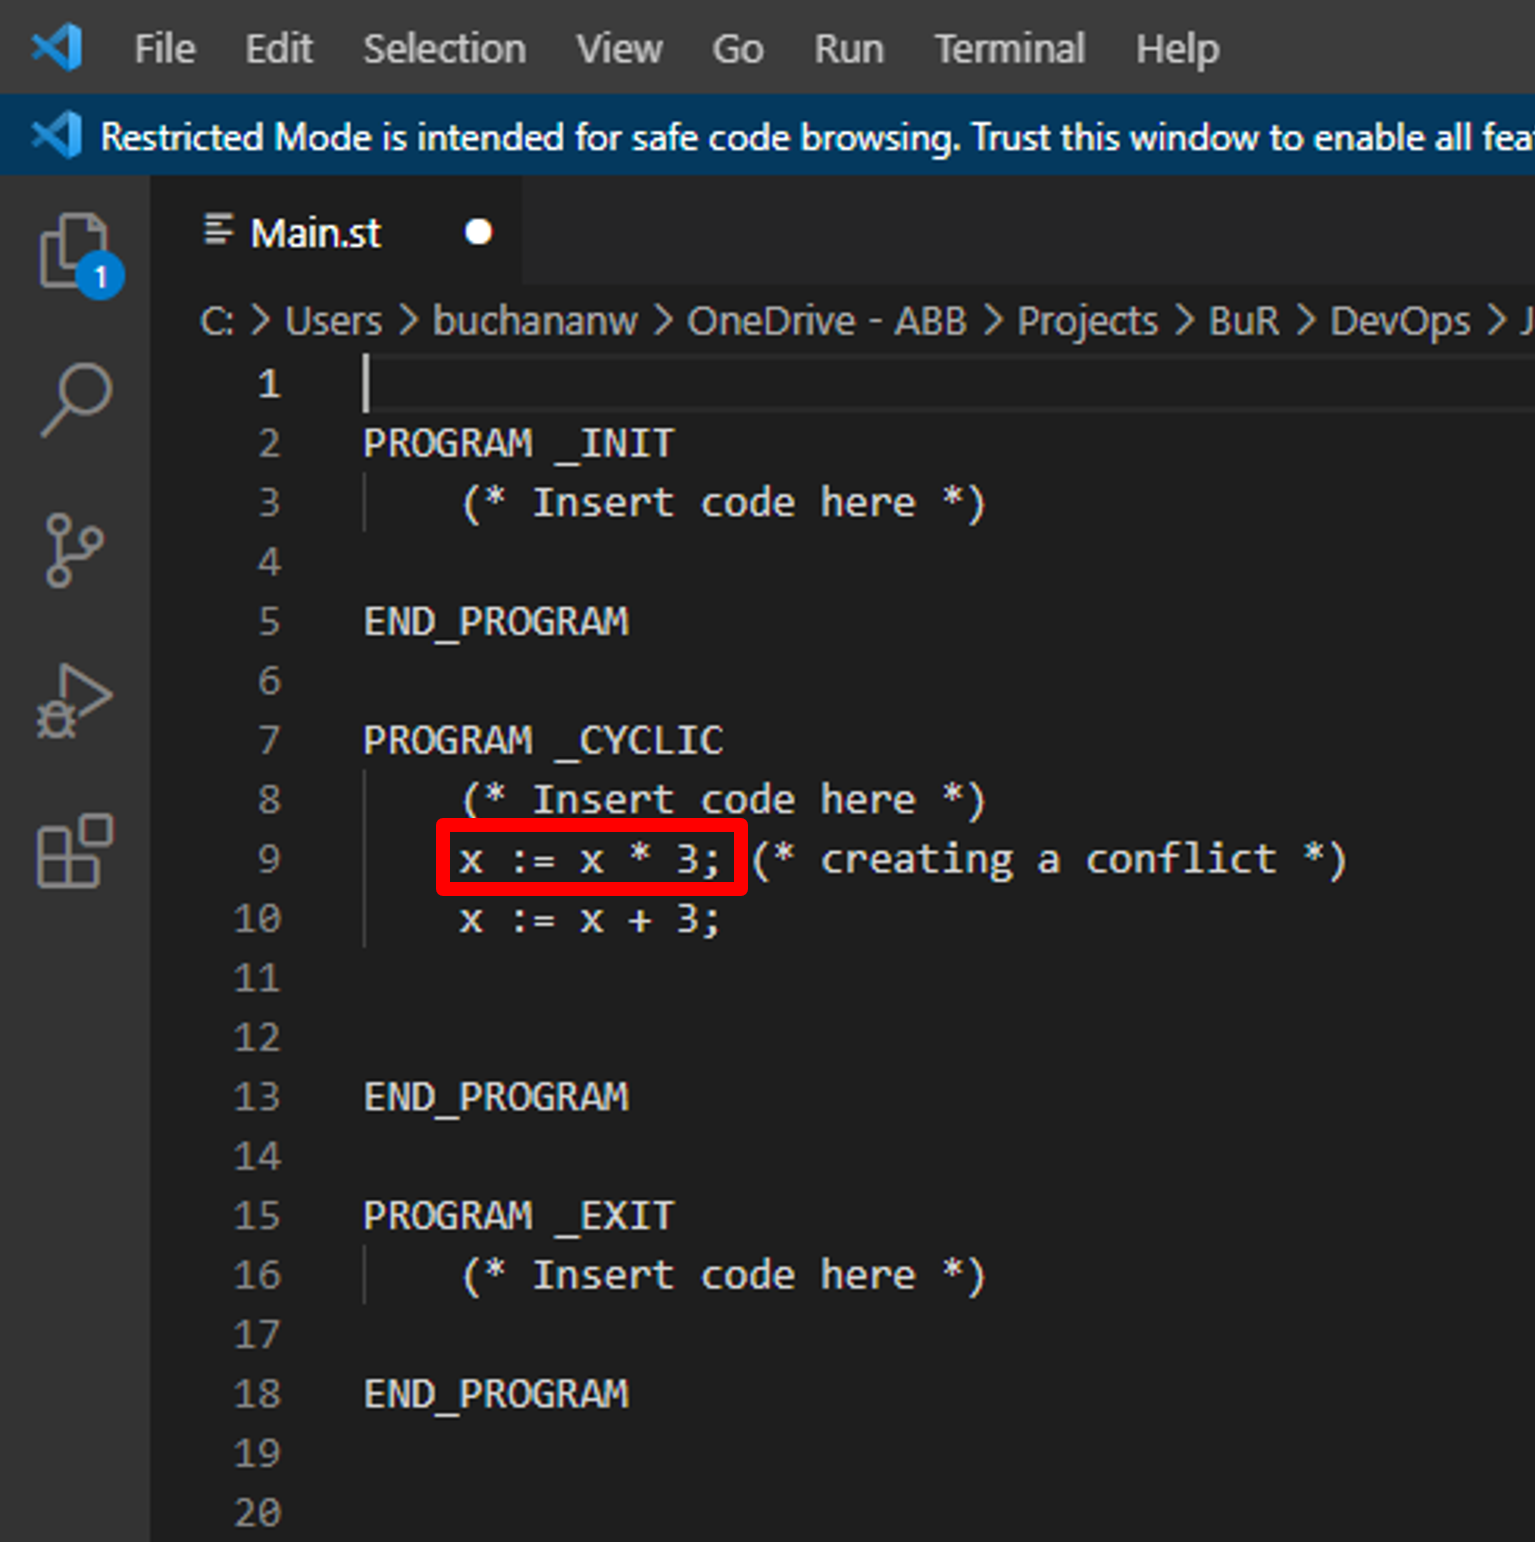 File Edit Selection View Go Run Terminal Help
Restricted Mode is intended for safe code browsing. Trust this window to enable all
Main.st
1
C: > Users > buchananw > OneDrive - ABB > Projects > BuR > DevOps >
1
2 PROGRAM _INIT
3 (* Insert code here *)
4
5 END_PROGRAM
6
7 PROGRAM _CYCLIC
8 (* Insert code here *)
9 x := x * 3; (* creating a conflict *)
10 x := x + 3;
11
12
13 END_PROGRAM
14
15 PROGRAM _EXIT
16 (* Insert code here *)
17
18 END_PROGRAM
19
20